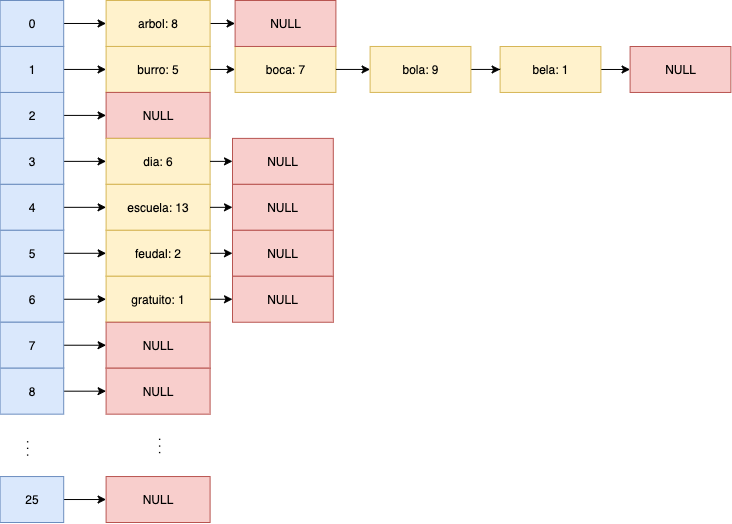 0 arbol: 8 NULL
1 burro: 5 boca: 7 bola: 9 bela: 1 NULL
2 NULL
3 dia: 6 NULL
4 escuela: 13 NULL
5 feudal: 2 NULL
6 gratuito: 1 NULL
7 NULL
8 NULL
⋮ ⋮
25 NULL